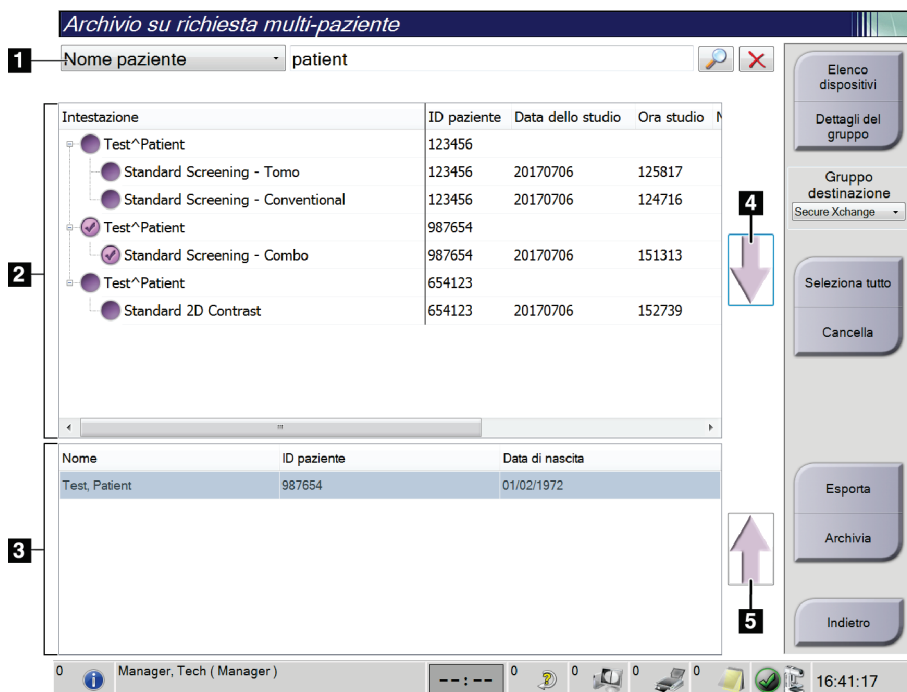 Archivio su richiesta multi-paziente
1
Nome paziente
patient
Elenco dispositivi
Dettagli del gruppo
Gruppo destinazione
Secure Xchange
Seleziona tutto
Cancella
Esporta
Archivia
Indietro
2
Intestazione ID paziente Data dello studio Ora studio
Test^Patient 123456
Standard Screening - Tomo 123456 20170706 125817
Standard Screening - Conventional 123456 20170706 124716
Test^Patient 987654
Standard Screening - Combo 987654 20170706 151313
Test^Patient 654123
Standard 2D Contrast 654123 20170706 152739
4
3
Nome ID paziente Data di nascita
Test, Patient 987654 01/02/1972
5
0 Manager, Tech ( Manager ) --:-- 0 0 0 0 16:41:17